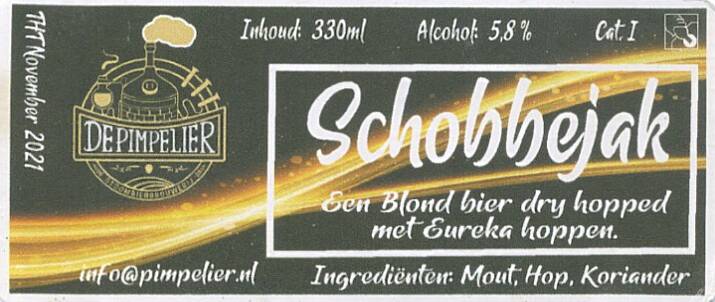 Inhoud: 330ml Alcohol: 5,8 % Cat. I
THT November 2021
DE PIMPELIER
Schobbejak
Een Blond bier dry hopped
met Eureka hoppen.
info@pimpelier.nl Ingrediënten: Mout, Hop, Koriander